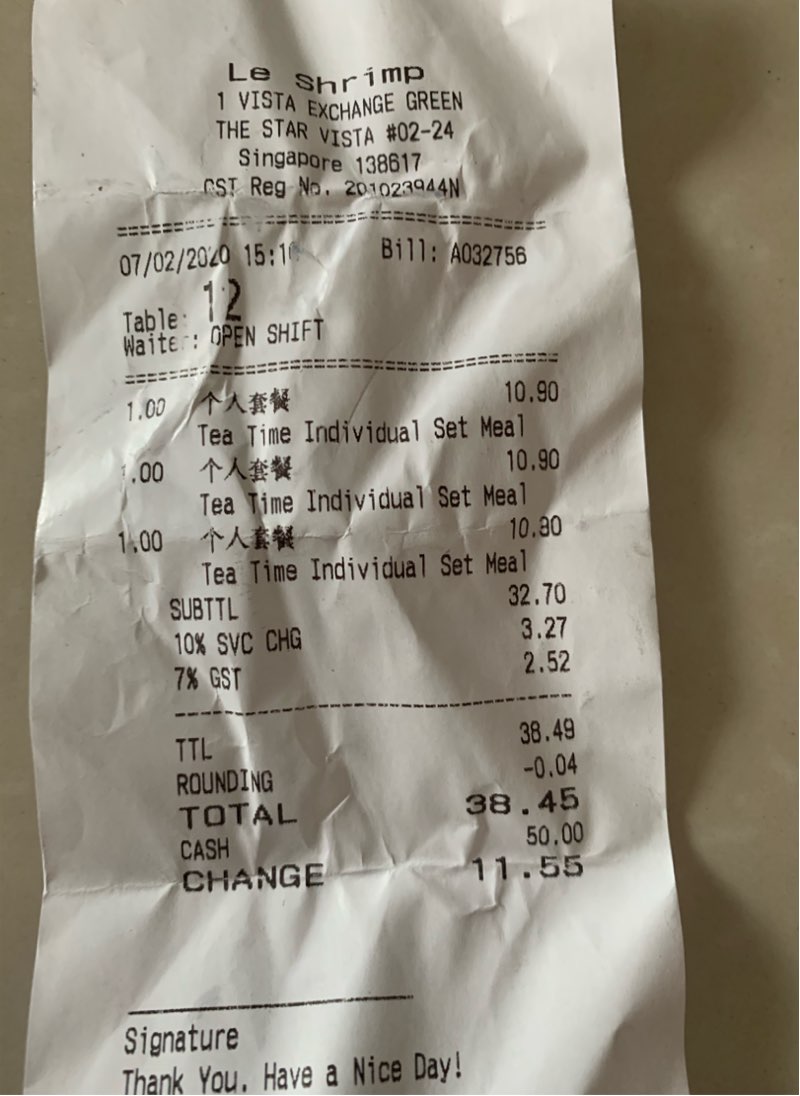 Le Shrimp
1 VISTA EXCHANGE GREEN
THE STAR VISTA #02-24
Singapore 138617
GST Reg No. 201023944N
07/02/2020 Bill: A032756
Table: 12
Waiter: OPEN SHIFT
1.00 个人套餐 10.90
Tea Time Individual Set Meal
1.00 个人套餐 10.90
Tea Time Individual Set Meal
1.00 个人套餐 10.90
Tea Time Individual Set Meal
SUBTTL 32.70
10% SVC CHG 3.27
7% GST 2.52
TTL 38.49
ROUNDING -0.04
TOTAL 38.45
CASH 50.00
CHANGE 11.55
Signature
Thank You. Have a Nice Day!